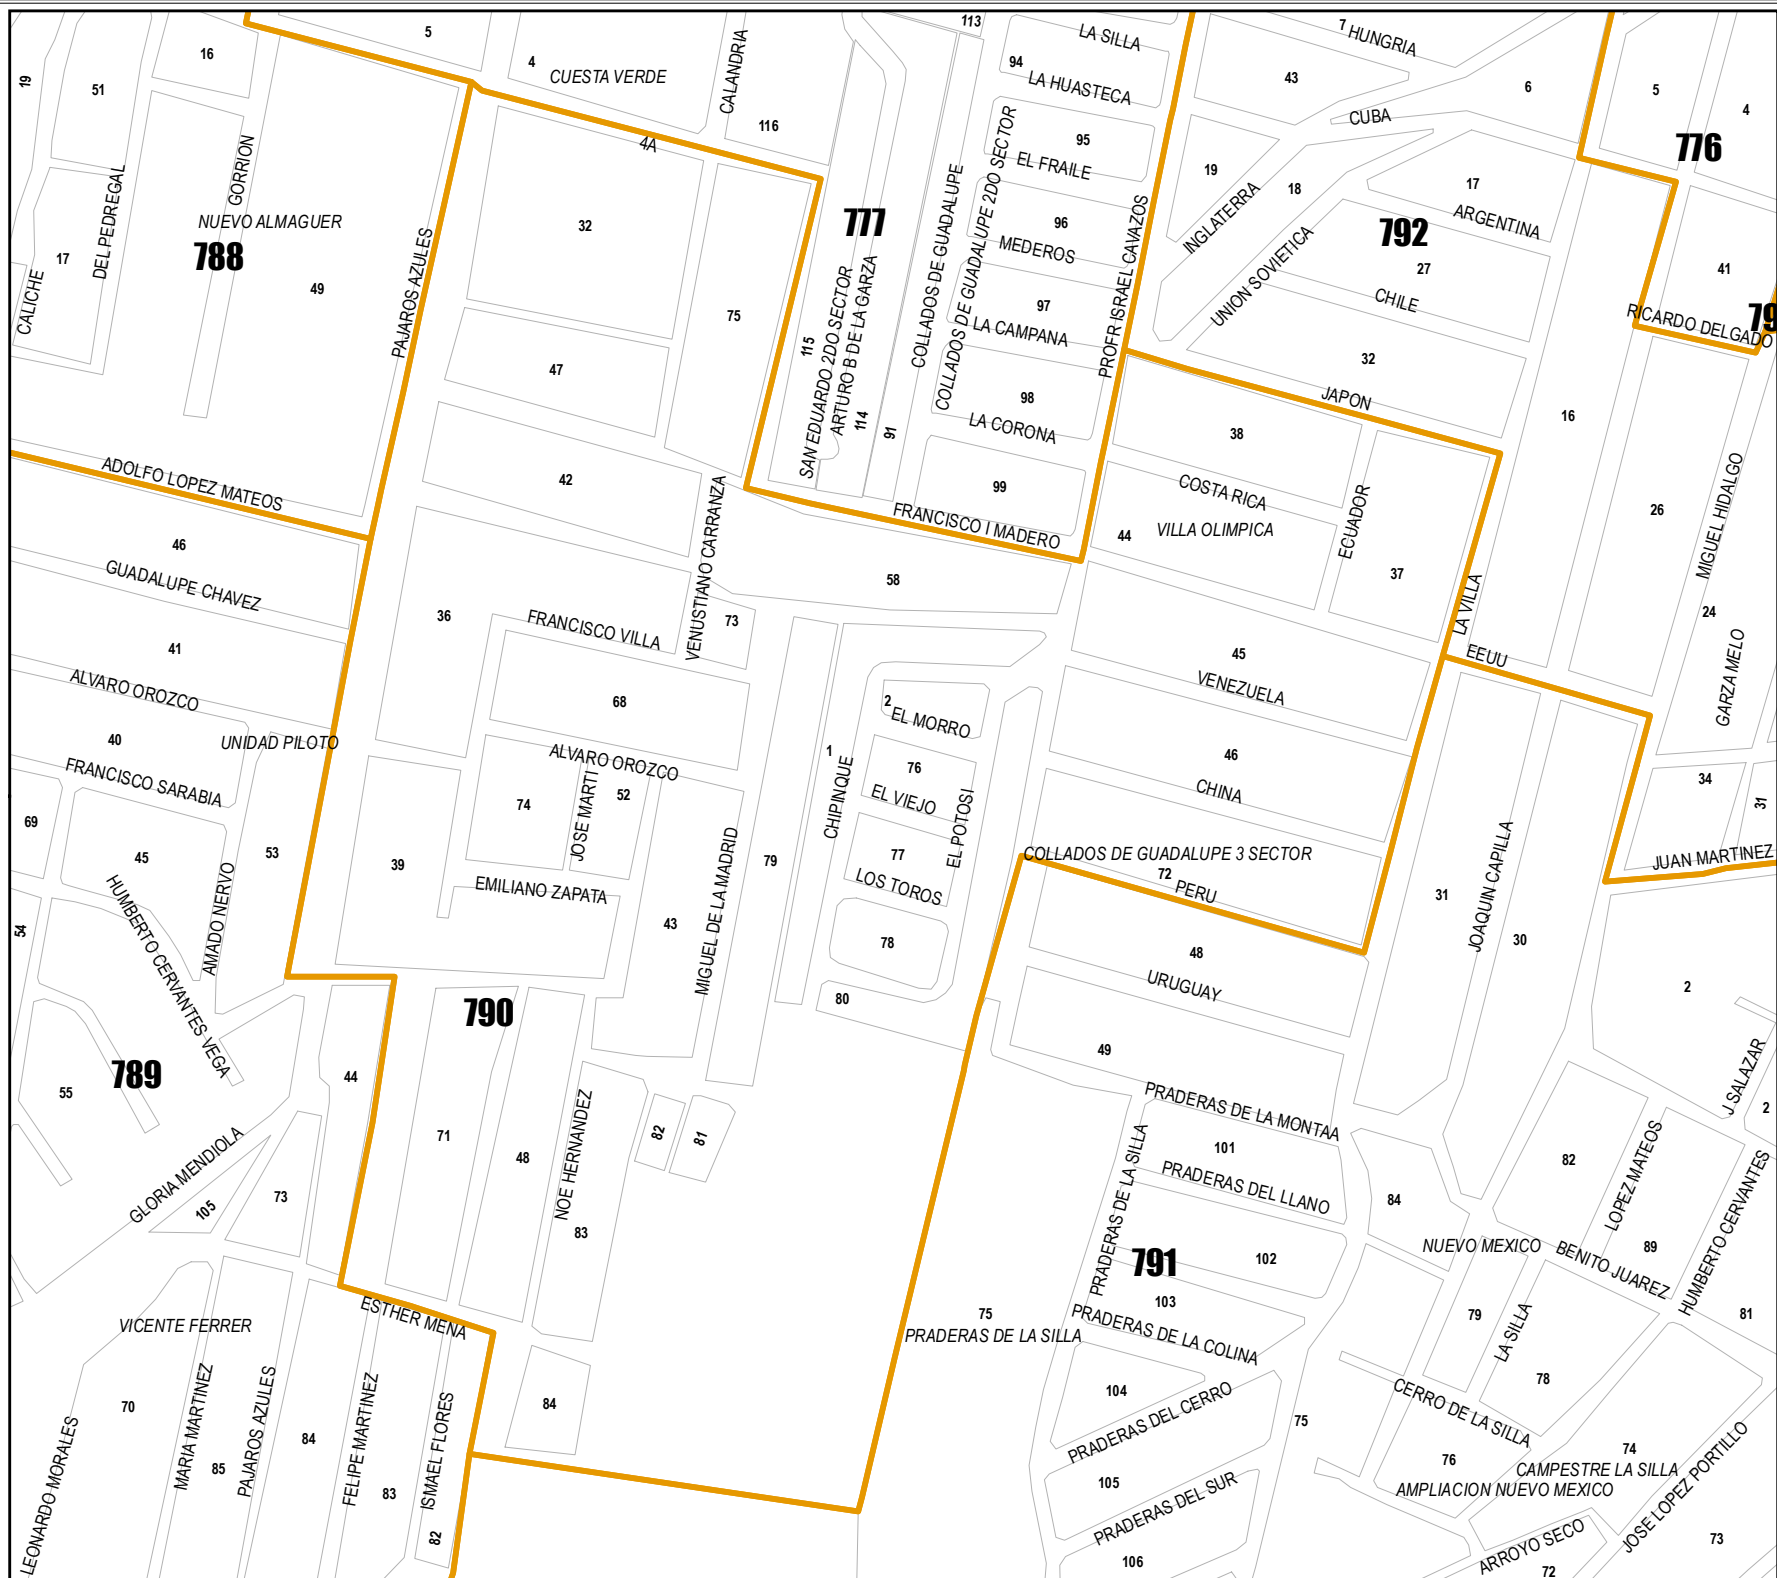 5
113
LA SILLA
7
HUNGRIA
16
4
CUESTA VERDE
CALANDRIA
94
LA HUASTECA
43
6
5
4
19
51
116
CUBA
4A
95
EL FRAILE
776
GORRION
DEL PEDREGAL
NUEVO ALMAGUER
788
32
777
COLLADOS DE GUADALUPE
COLLADOS DE GUADALUPE 2DO SECTOR
96
MEDEROS
PROFR ISRAEL CAVAZOS
19
18
INGLATERRA
17
ARGENTINA
792
UNION SOVIETICA
27
CHILE
41
17
CALICHE
49
PAJAROS AZULES
75
115
SAN EDUARDO 2DO SECTOR
ARTURO B DE LA GARZA
97
LA CAMPANA
RICARDO DELGADO
79
47
32
JAPON
98
LA CORONA
114
91
38
16
ADOLFO LOPEZ MATEOS
42
VENUSTIANO CARRANZA
99
FRANCISCO I MADERO
COSTA RICA
VILLA OLIMPICA
44
ECUADOR
26
MIGUEL HIDALGO
46
GUADALUPE CHAVEZ
58
37
LA VILLA
36
FRANCISCO VILLA
73
24
GARZA MELO
41
45
EEUU
ALVARO OROZCO
68
2
EL MORRO
VENEZUELA
40
UNIDAD PILOTO
ALVARO OROZCO
1
CHIPINQUE
76
46
FRANCISCO SARABIA
JOSE MARTI
52
EL VIEJO
CHINA
34
31
69
74
EL POTOSI
45
53
39
79
77
COLLADOS DE GUADALUPE 3 SECTOR
72
PERU
JUAN MARTINEZ
HUMBERTO CERVANTES VEGA
AMADO NERVO
EMILIANO ZAPATA
MIGUEL DE LA MADRID
LOS TOROS
31
JOAQUIN CAPILLA
54
43
78
48
30
URUGUAY
2
790
80
789
55
44
49
J SALAZAR
2
PRADERAS DE LA MONTAA
71
48
NOE HERNANDEZ
82
81
101
PRADERAS DEL LLANO
PRADERAS DE LA SILLA
82
LOPEZ MATEOS
GLORIA MENDIOLA
105
73
83
84
HUMBERTO CERVANTES
791
102
NUEVO MEXICO
BENITO JUAREZ
89
ESTHER MENA
VICENTE FERRER
75
PRADERAS DE LA SILLA
103
PRADERAS DE LA COLINA
79
LA SILLA
81
70
MARIA MARTINEZ
PAJAROS AZULES
FELIPE MARTINEZ
ISMAEL FLORES
84
104
PRADERAS DEL CERRO
75
CERRO DE LA SILLA
78
LEONARDO MORALES
85
84
83
82
105
PRADERAS DEL SUR
76
74
CAMPESTRE LA SILLA
AMPLIACION NUEVO MEXICO
JOSE LOPEZ PORTILLO
106
ARROYO SECO
72
73